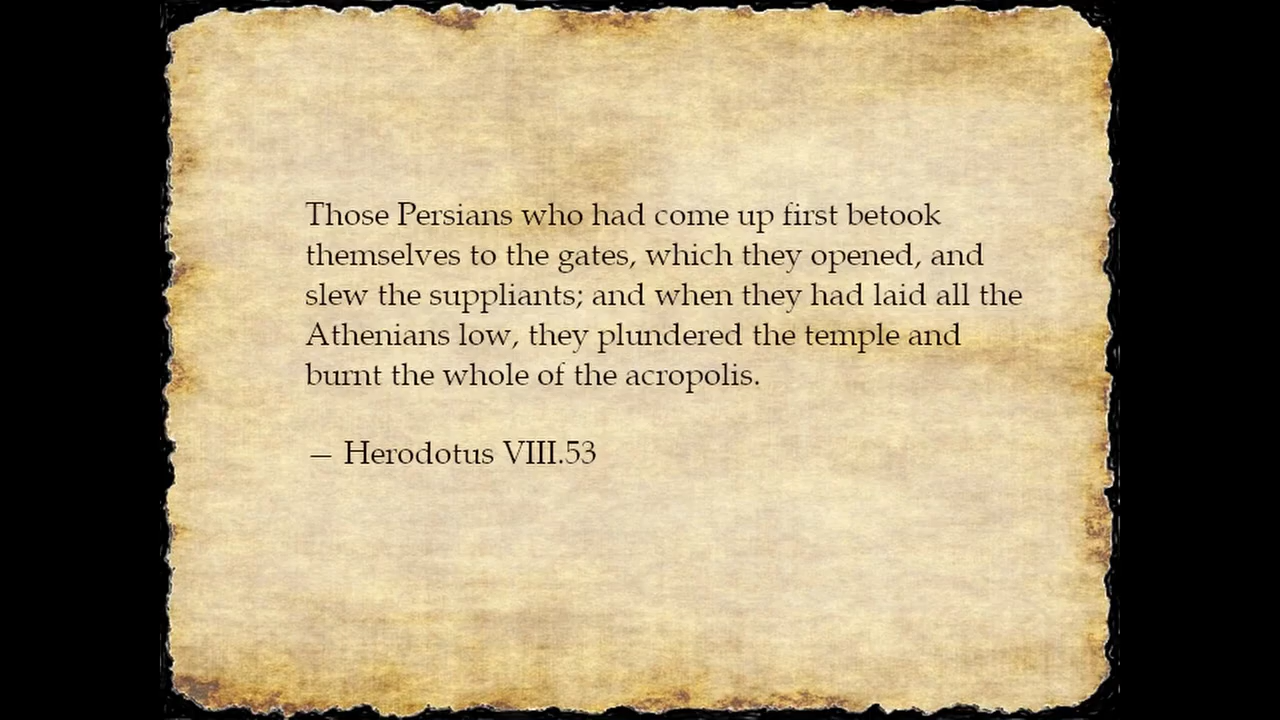 Those Persians who had come up first betook
themselves to the gates, which they opened, and
slew the suppliants; and when they had laid all the
Athenians low, they plundered the temple and
burnt the whole of the acropolis.
— Herodotus VIII.53